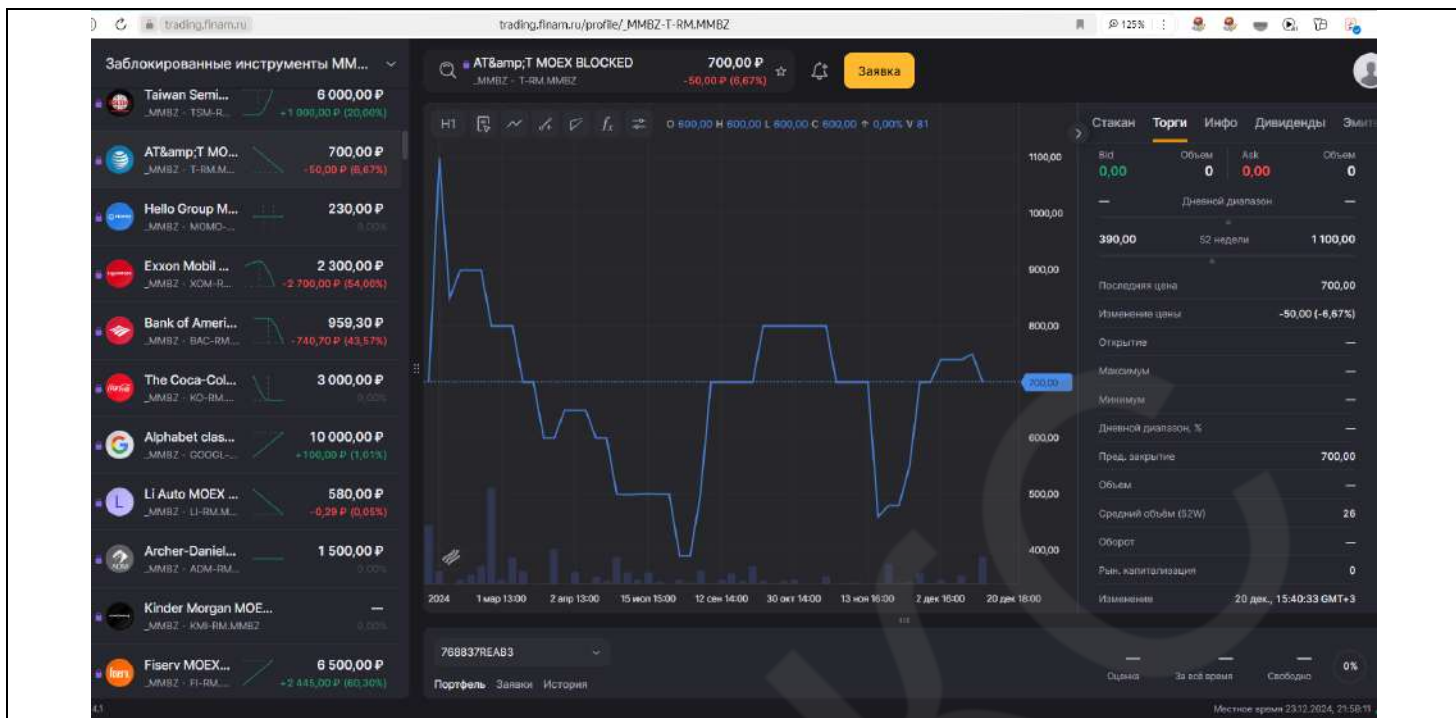 trading.finam.ru
trading.finam.ru/profile/_MMBZ-T-RM.MMBZ
125%
Заблокированные инструменты MM...
AT&amp;T MOEX BLOCKED
700,00 ₽
_MMBZ - T-RM.MMBZ
-50,00 ₽ (6,67%)
Заявка
Taiwan Semi...
6 000,00 ₽
_MMBZ - TSM-R...
+1 000,00 ₽ (20,00%)
AT&amp;T MO...
700,00 ₽
_MMBZ - T-RM.M...
-50,00 ₽ (6,67%)
Hello Group M...
230,00 ₽
_MMBZ - MOMO-...
0,00%
Exxon Mobil ...
2 300,00 ₽
_MMBZ - XOM-R...
-2 700,00 ₽ (54,00%)
Bank of Ameri...
959,30 ₽
_MMBZ - BAC-RM...
-740,70 ₽ (43,57%)
The Coca-Col...
3 000,00 ₽
_MMBZ - KO-RM....
0,00%
Alphabet clas...
10 000,00 ₽
_MMBZ - GOOGL-...
+100,00 ₽ (1,01%)
Li Auto MOEX ...
580,00 ₽
_MMBZ - LI-RM.M...
-0,29 ₽ (0,05%)
Archer-Daniel...
1 500,00 ₽
_MMBZ - ADM-RM...
0,00%
Kinder Morgan MOE...
—
_MMBZ - KMI-RM.MMBZ
0,00%
Fiserv MOEX...
6 500,00 ₽
_MMBZ - FI-RM....
+2 445,00 ₽ (60,30%)
H1
O 600,00 H 600,00 L 600,00 C 600,00 0,00% V 81
1100,00
1000,00
900,00
800,00
700,00
600,00
500,00
400,00
2024 1 мар 13:00 2 апр 13:00 15 июл 15:00 12 сен 14:00 30 окт 14:00 13 ноя 16:00 2 дек 16:00 20 дек 18:00
Стакан Торги Инфо Дивиденды Эмит
Bid Объем Ask Объем
0,00 0 0,00 0
— Дневной диапазон —
390,00 52 недели 1 100,00
Последняя цена 700,00
Изменение цены -50,00 (-6,67%)
Открытие —
Максимум —
Минимум —
Дневной диапазон, % —
Пред. закрытие 700,00
Объем —
Средний объём (52W) 26
Оборот —
Рын. капитализация 0
Изменение 20 дек., 15:40:33 GMT+3
768837REAB3
Портфель Заявки История
— — — 0%
Оценка За всё время Свободно
4.1
Местное время 23.12.2024, 21:58:11